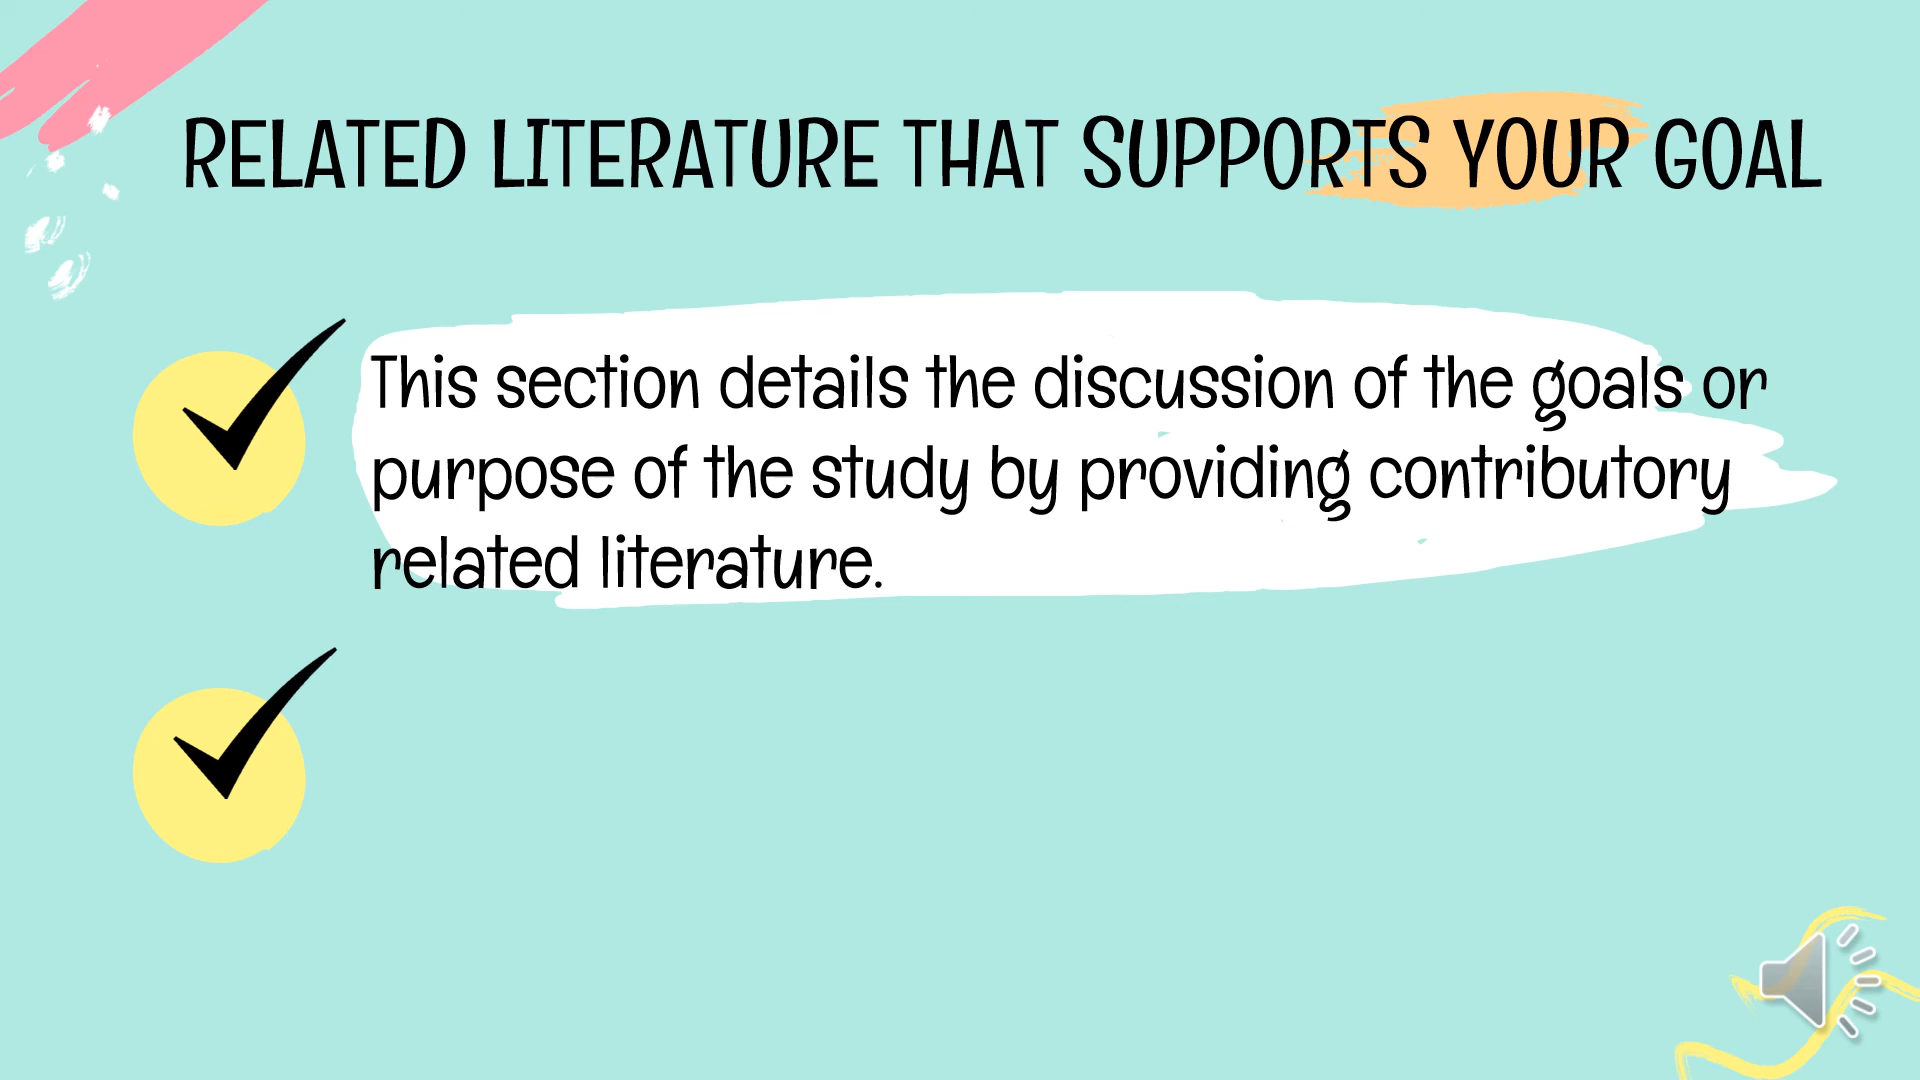 RELATED LITERATURE THAT SUPPORTS YOUR GOAL
This section details the discussion of the goals or
purpose of the study by providing contributory
related literature.